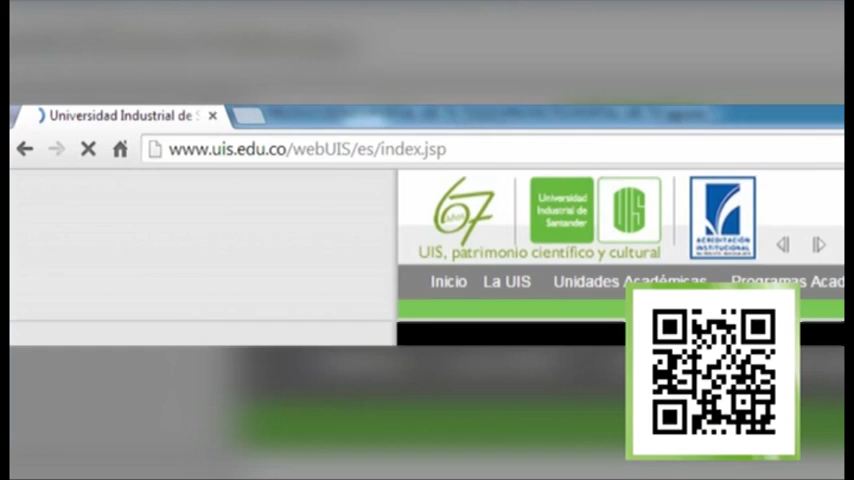 Universidad Industrial de S
www.uis.edu.co/webUIS/es/index.jsp
67
AÑOS
Universidad
Industrial de
Santander
UIS
UIS, patrimonio científico y cultural
ACREDITACIÓN
INSTITUCIONAL
Inicio La UIS Unidades Académicas Programas Acad